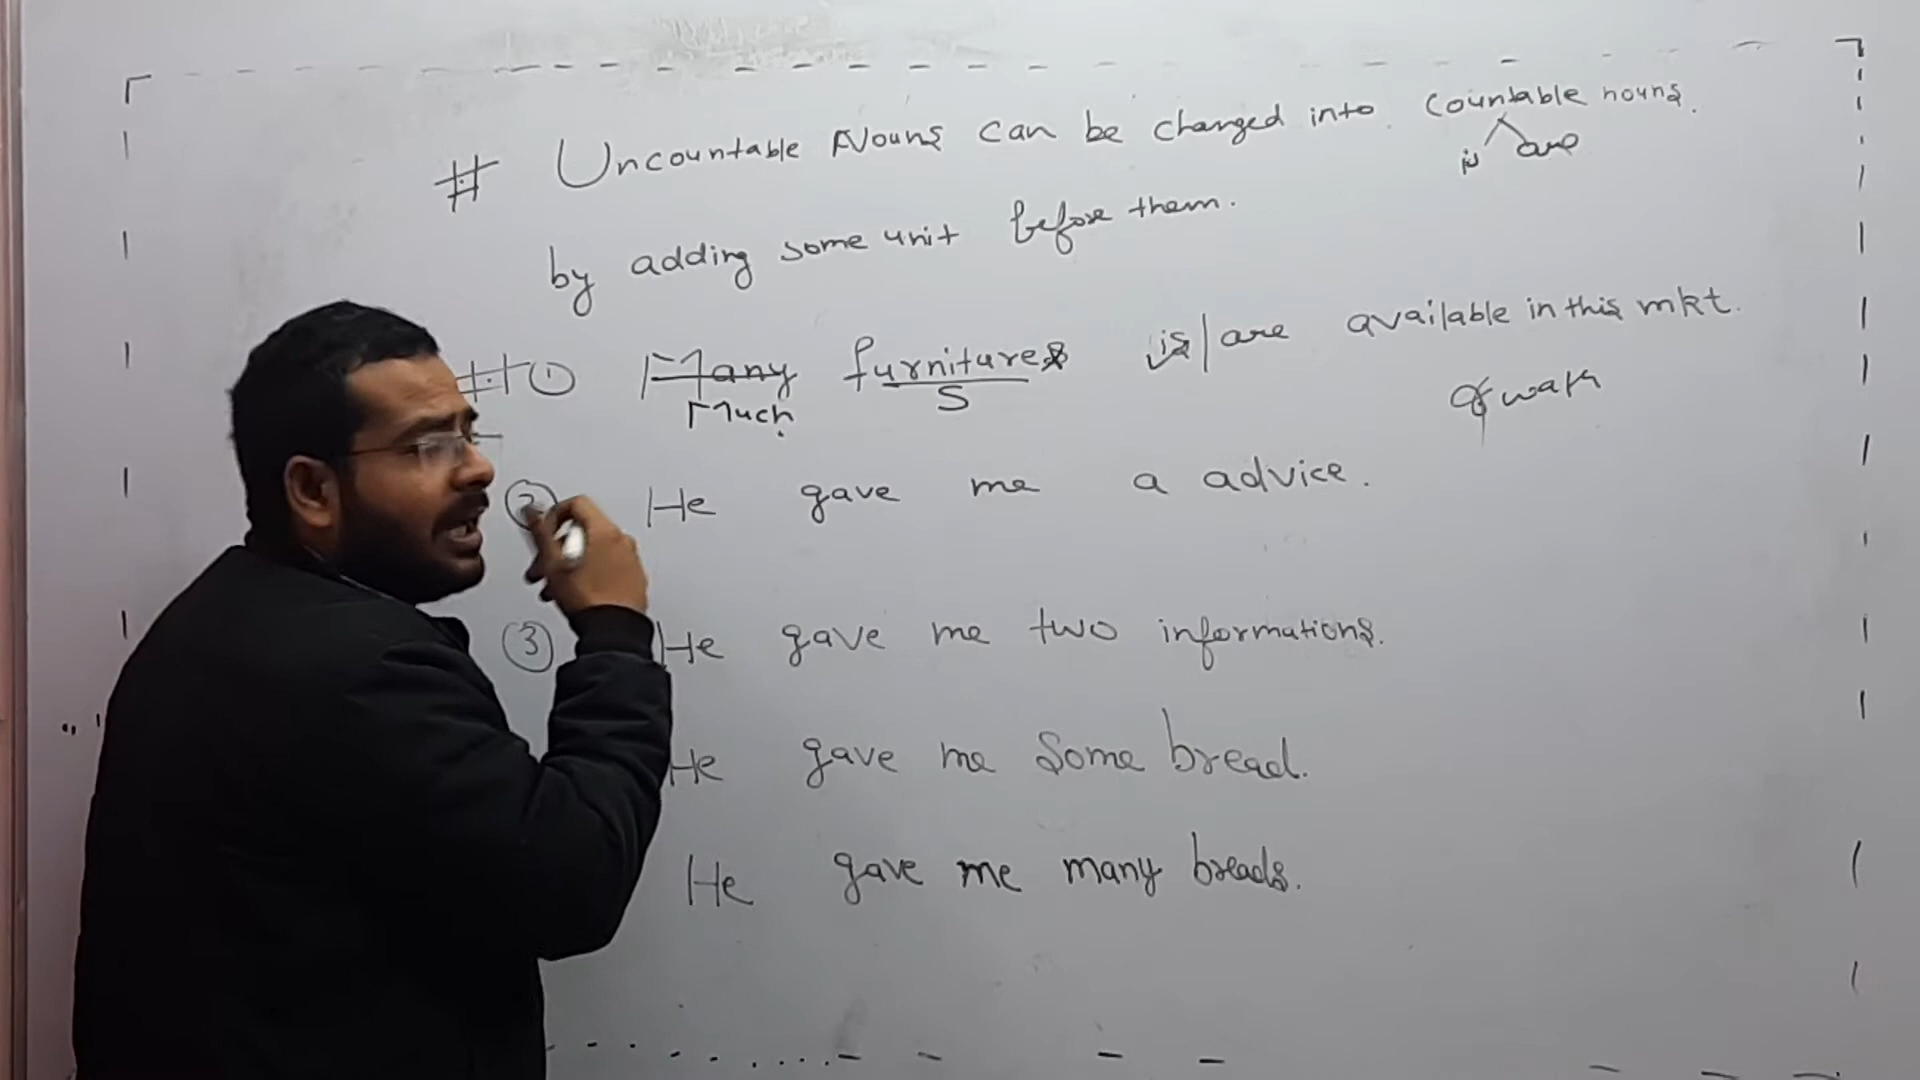 # Uncountable Nouns can be changed into countable nouns.
is are
by adding some unit before them.
# ① Many furnitures is/are available in this mkt.
Much S
② He gave me a advice.
③ He gave me two informations.
He gave me some bread.
He gave me many breads.